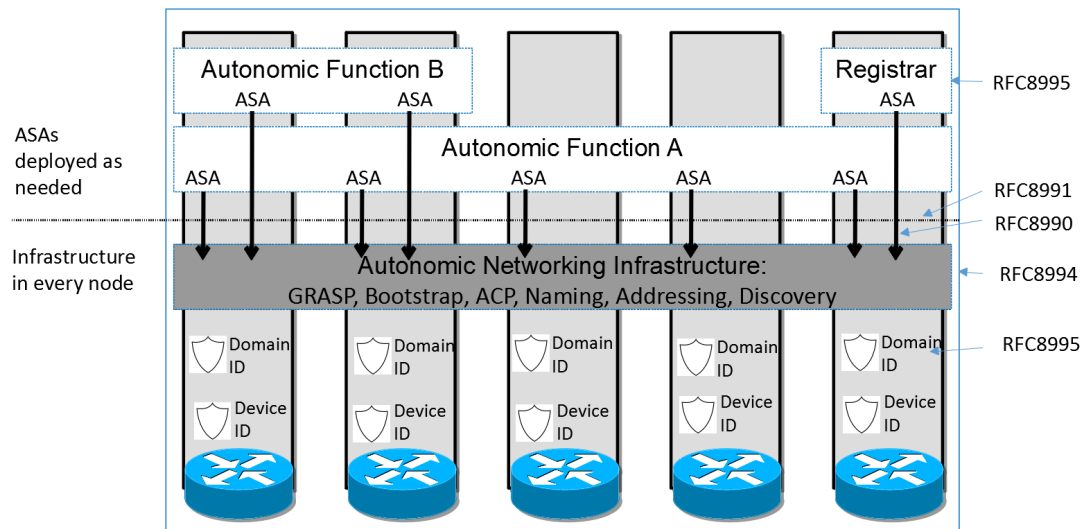 Autonomic Function B
Registrar
RFC8995
ASA
ASA
ASA
ASAs
deployed as
needed
Autonomic Function A
ASA
ASA
ASA
ASA
ASA
RFC8991
RFC8990
Infrastructure
in every node
Autonomic Networking Infrastructure:
GRASP, Bootstrap, ACP, Naming, Addressing, Discovery
RFC8994
Domain
ID
Domain
ID
Domain
ID
Domain
ID
Domain
ID
RFC8995
Device
ID
Device
ID
Device
ID
Device
ID
Device
ID